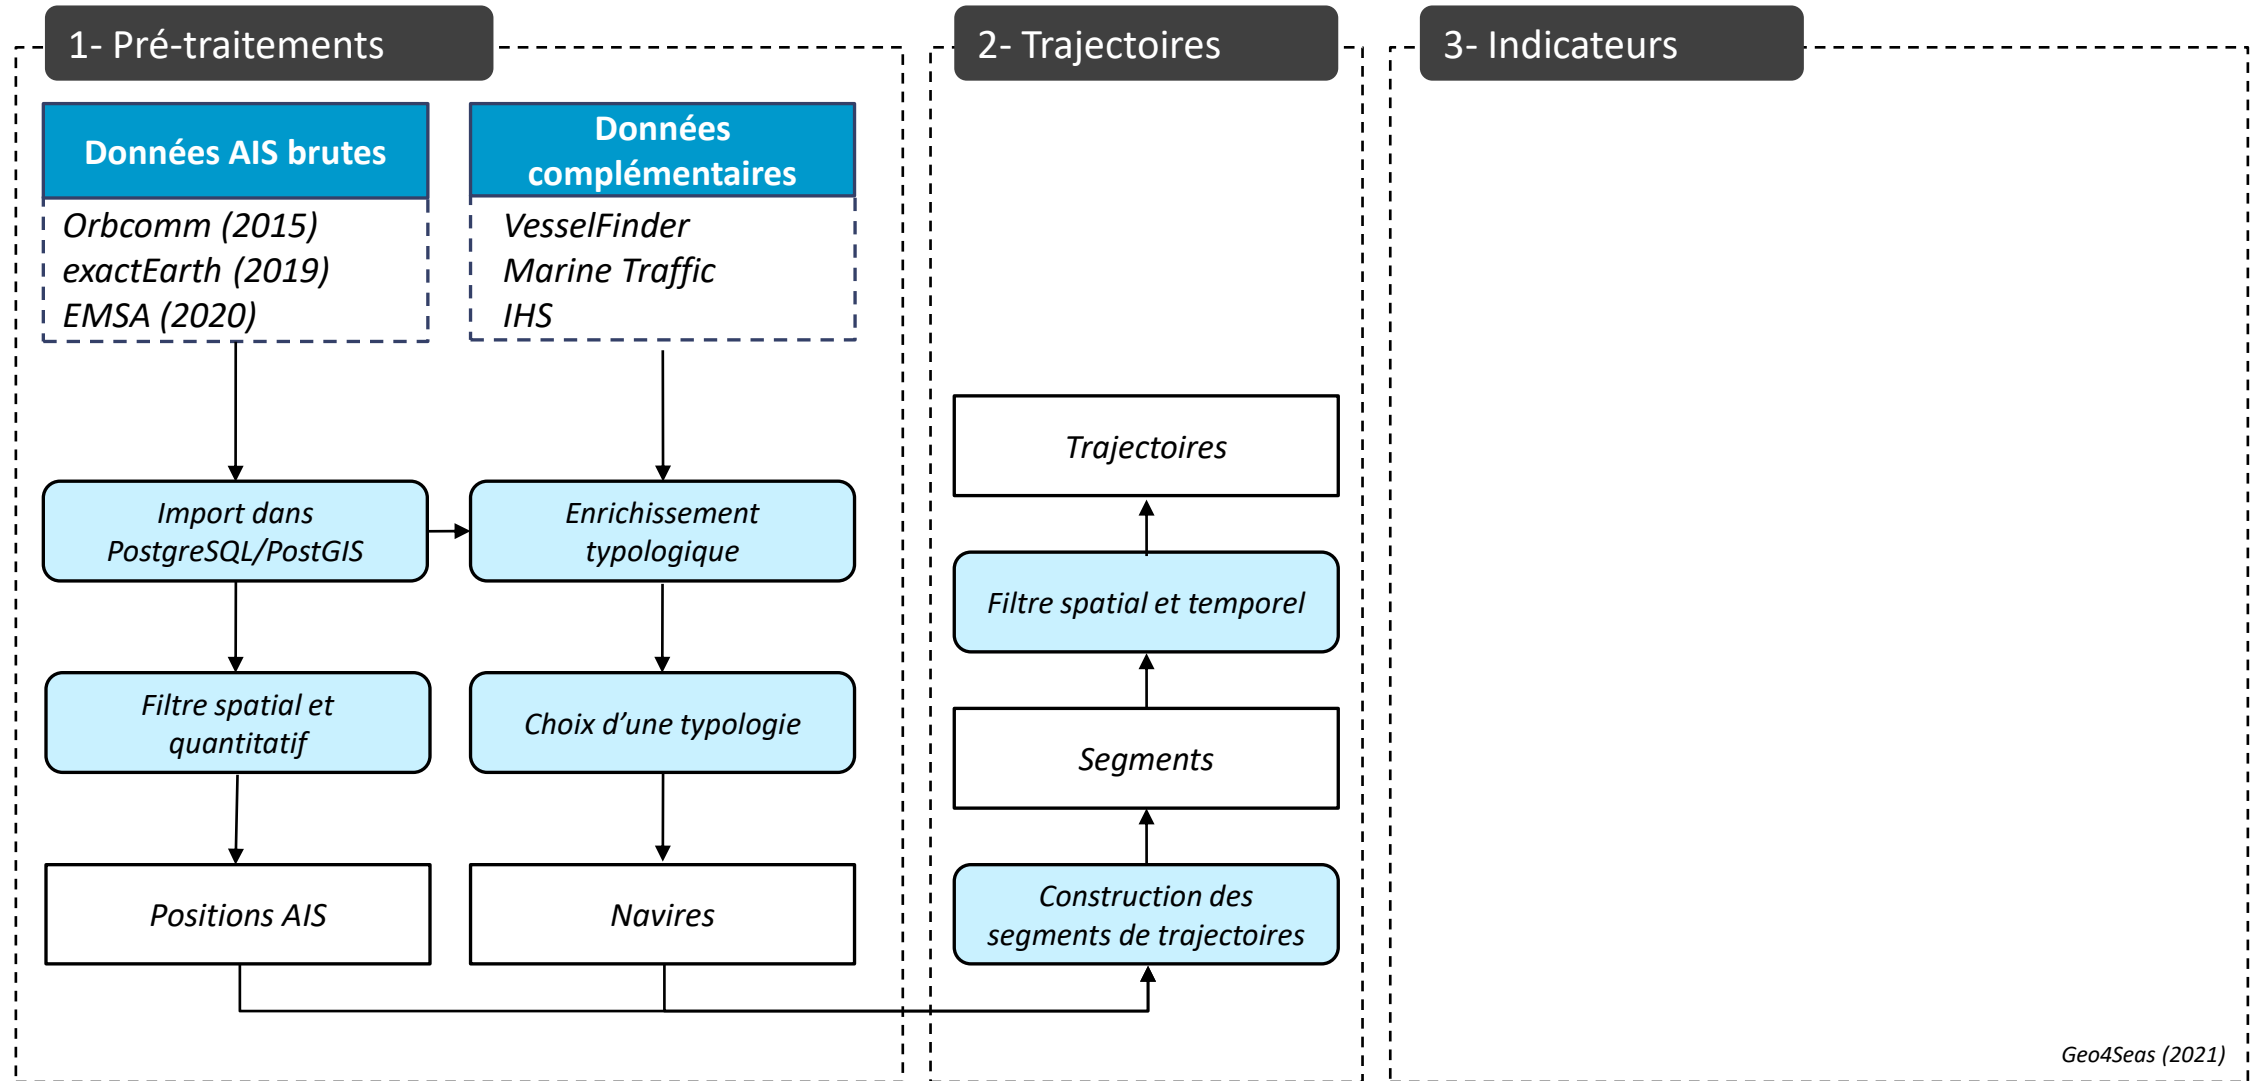 1- Pré-traitements
Données AIS brutes
Orbcomm (2015)
exactEarth (2019)
EMSA (2020)
Données
complémentaires
VesselFinder
Marine Traffic
IHS
Import dans
PostgreSQL/PostGIS
Enrichissement
typologique
Filtre spatial et
quantitatif
Choix d’une typologie
Positions AIS
Navires
2- Trajectoires
Trajectoires
Filtre spatial et temporel
Segments
Construction des
segments de trajectoires
3- Indicateurs
Geo4Seas (2021)